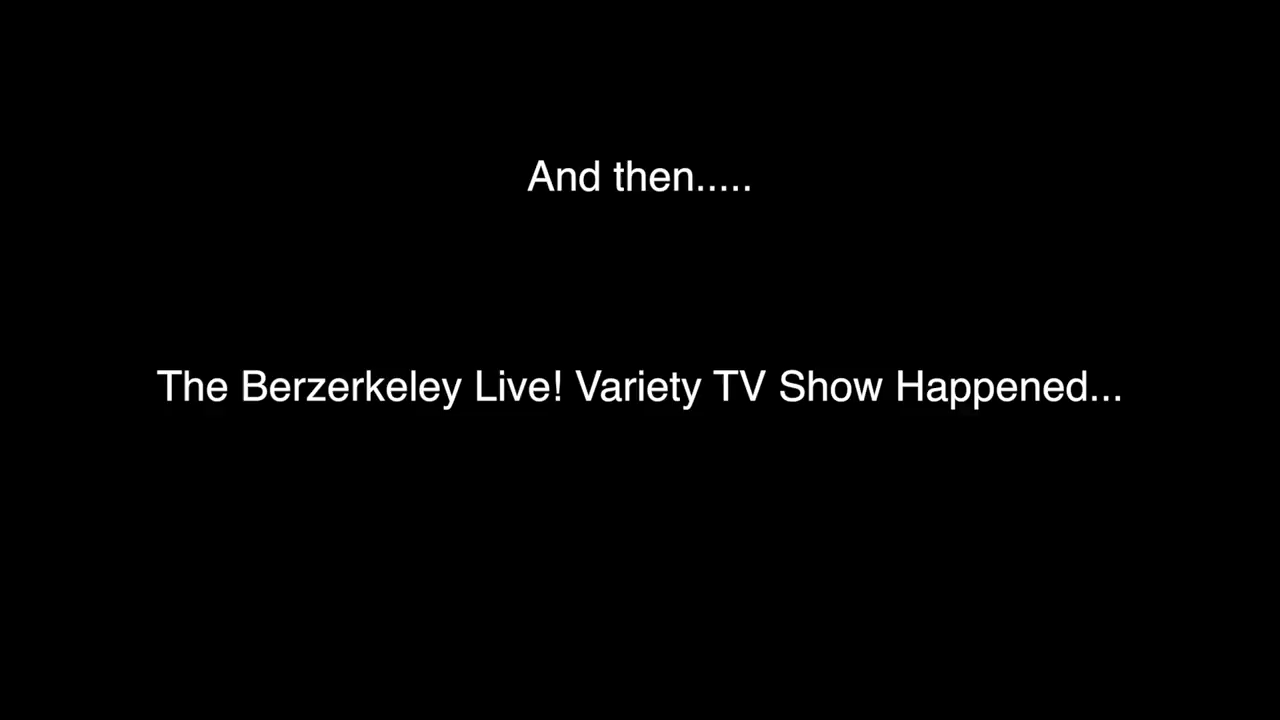 And then.....
The Berzerkeley Live! Variety TV Show Happened...